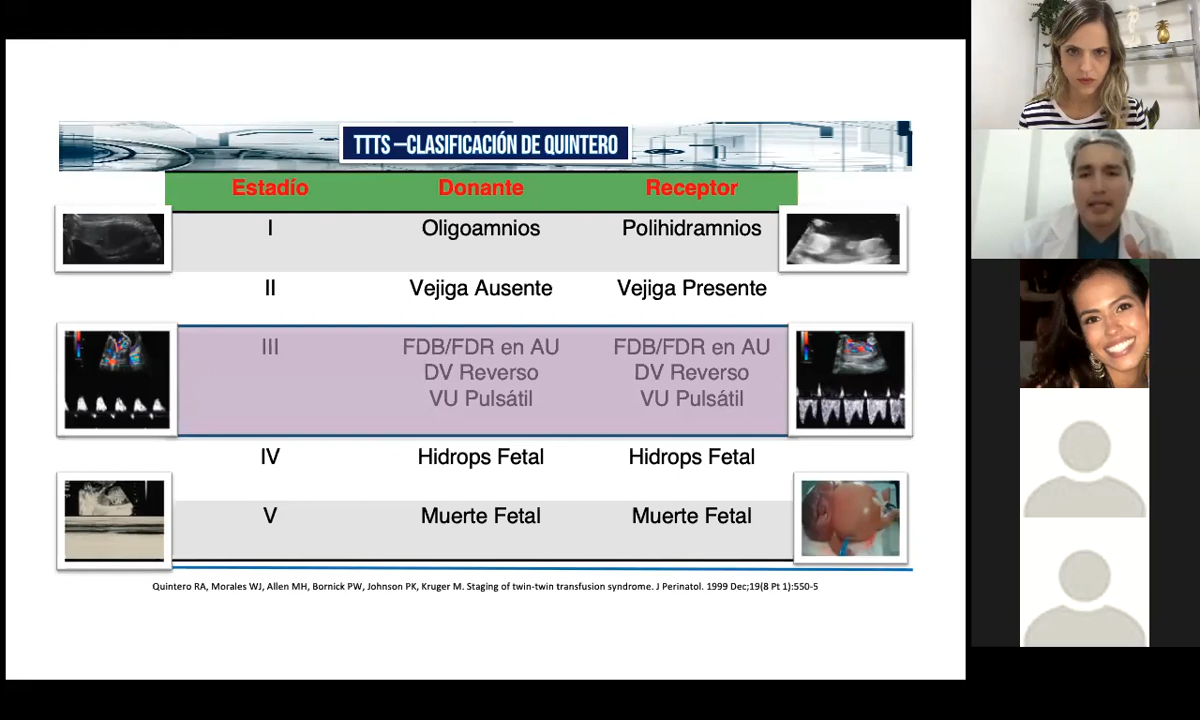 TTTS –CLASIFICACIÓN DE QUINTERO
Estadío Donante Receptor
I Oligoamnios Polihidramnios
II Vejiga Ausente Vejiga Presente
III FDB/FDR en AU FDB/FDR en AU
DV Reverso DV Reverso
VU Pulsátil VU Pulsátil
IV Hidrops Fetal Hidrops Fetal
V Muerte Fetal Muerte Fetal
Quintero RA, Morales WJ, Allen MH, Bornick PW, Johnson PK, Kruger M. Staging of twin-twin transfusion syndrome. J Perinatol. 1999 Dec;19(8 Pt 1):550-5